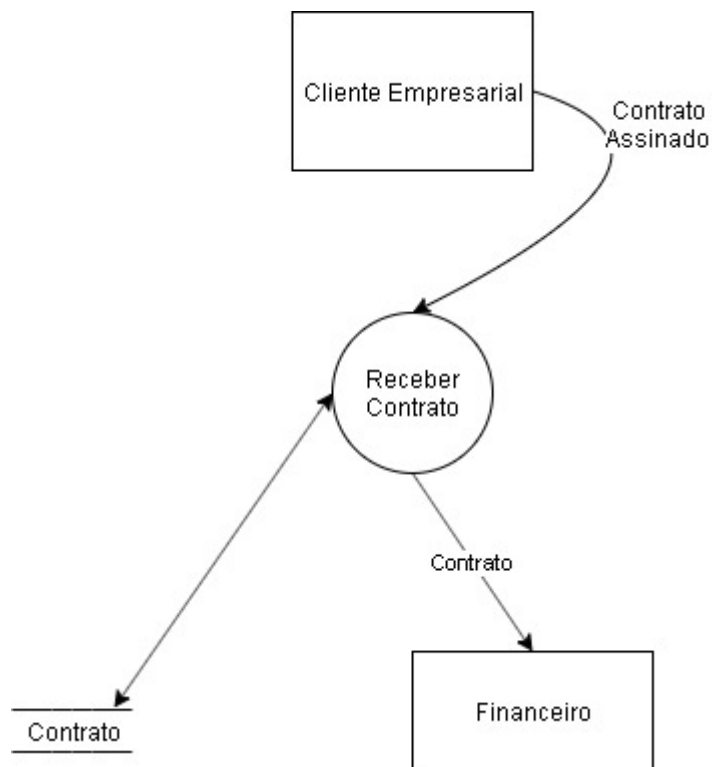 Cliente Empresarial
Contrato
Assinado
Receber
Contrato
Contrato
Financeiro
Contrato